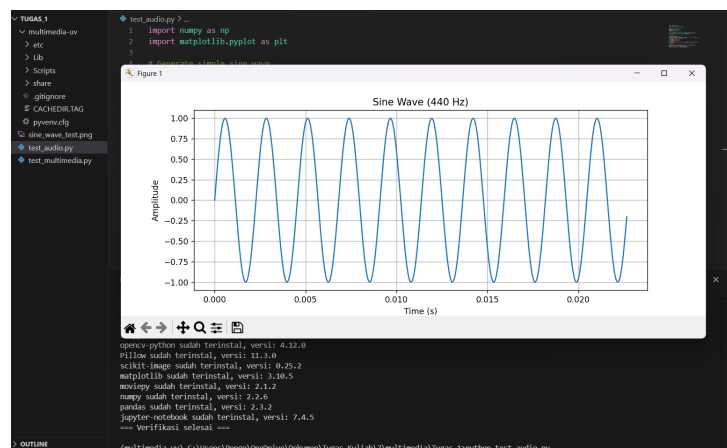 TUGAS_1
multimedia-uv
etc
Lib
Scripts
share
.gitignore
CACHEDIR.TAG
pyvenv.cfg
sine_wave_test.png
test_audio.py
test_multimedia.py
OUTLINE
test_audio.py > ...
1 import numpy as np
2 import matplotlib.pyplot as plt
3
4 # Generate simple sine wave
Figure 1
Sine Wave (440 Hz)
Amplitude
1.00
0.75
0.50
0.25
0.00
−0.25
−0.50
−0.75
−1.00
0.000 0.005 0.010 0.015 0.020
Time (s)
opencv-python sudah terinstal, versi: 4.12.0
Pillow sudah terinstal, versi: 11.3.0
scikit-image sudah terinstal, versi: 0.25.2
matplotlib sudah terinstal, versi: 3.10.5
moviepy sudah terinstal, versi: 2.1.2
numpy sudah terinstal, versi: 2.2.6
pandas sudah terinstal, versi: 2.3.2
jupyter-notebook sudah terinstal, versi: 7.4.5
=== Verifikasi selesai ===